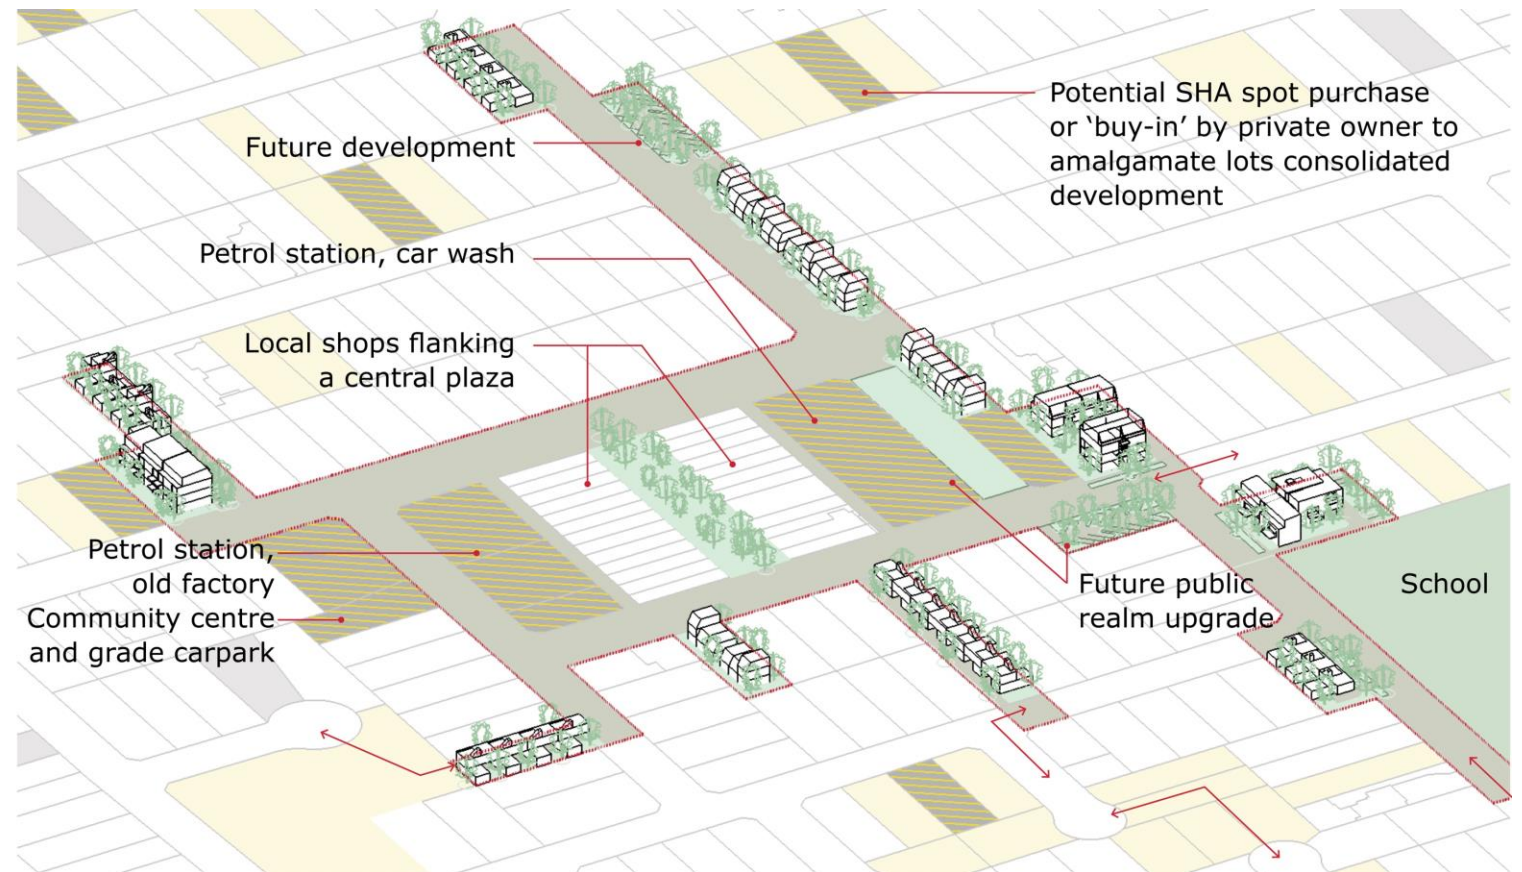 Potential SHA spot purchase
or ‘buy-in’ by private owner to
amalgamate lots consolidated
development
Future development
Petrol station, car wash
Local shops flanking
a central plaza
Petrol station,
old factory
Community centre
and grade carpark
Future public
realm upgrade
School